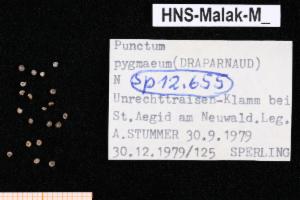 HNS-Malak-M_
Punctum
pygmaeum(DRAPARNAUD)
N sp12.655
Unrechttraisen-Klamm bei
St.Aegid am Neuwald.Leg.
A.STUMMER 30.9.1979
30.12.1979/125 SPERLING